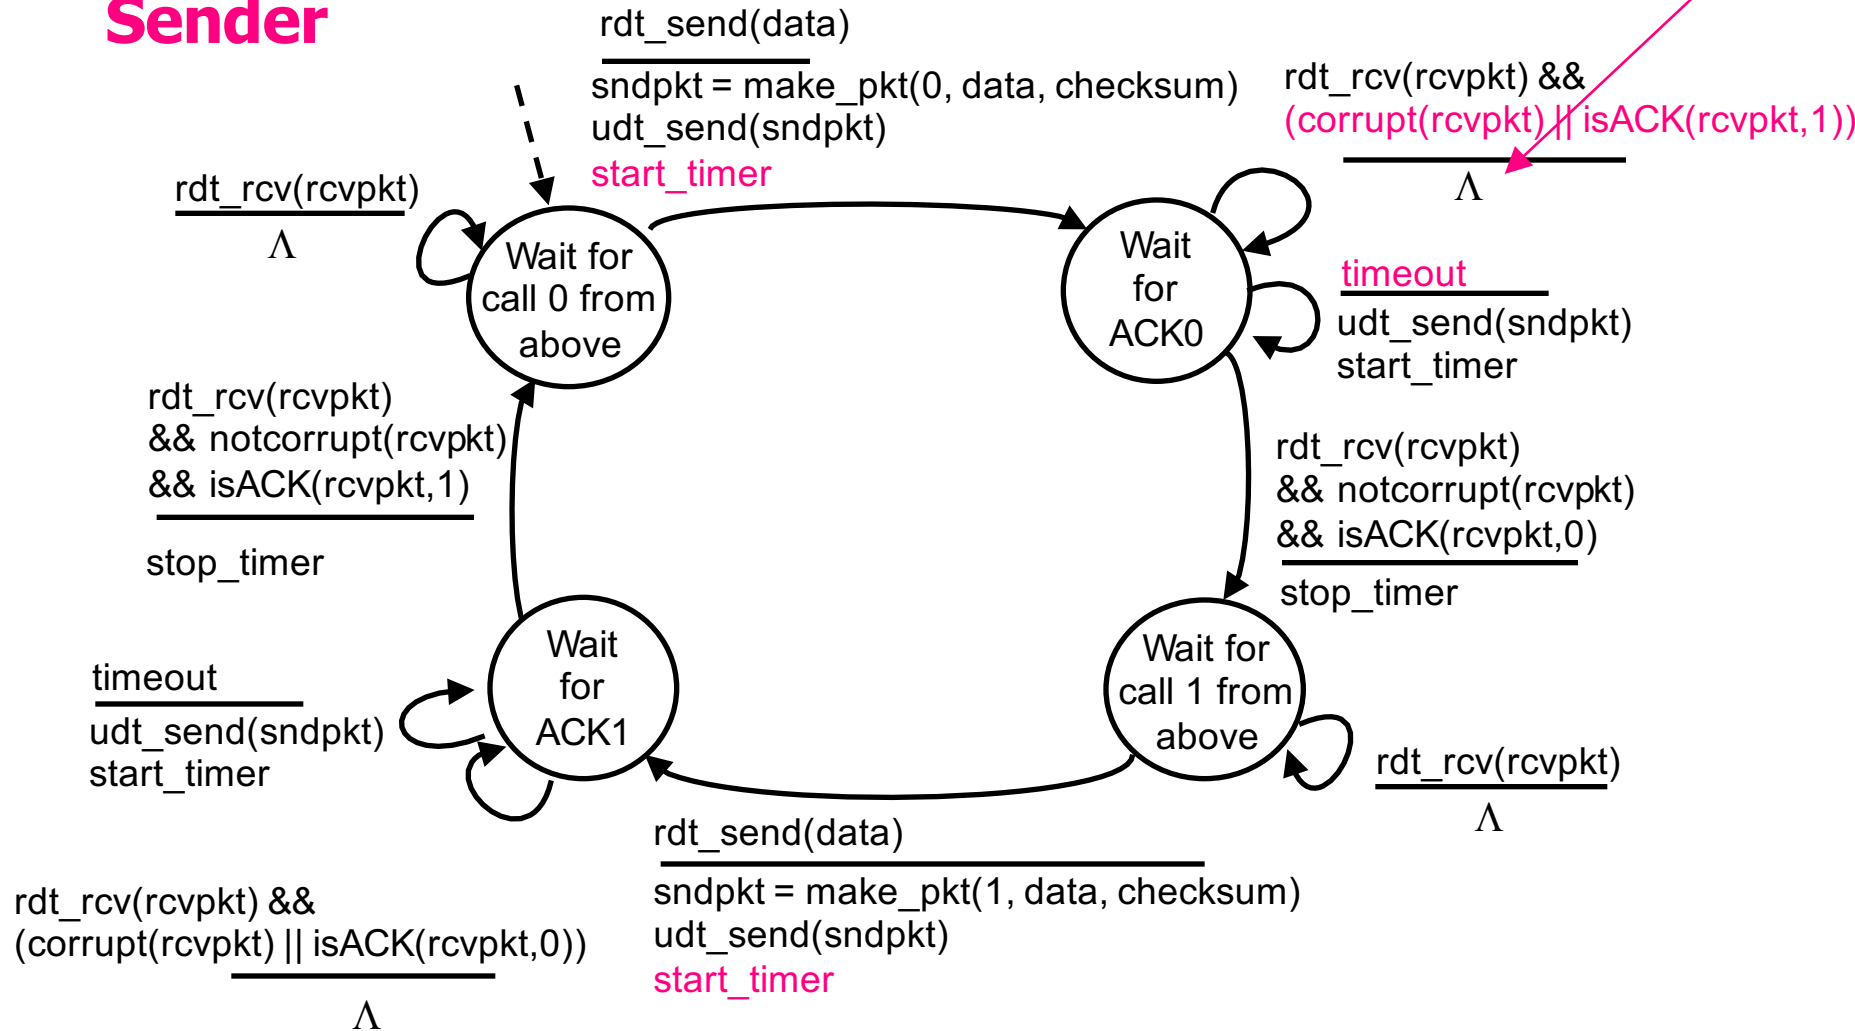 Sender
rdt_send(data)
sndpkt = make_pkt(0, data, checksum)
udt_send(sndpkt)
start_timer
rdt_rcv(rcvpkt) &&
(corrupt(rcvpkt) || isACK(rcvpkt,1))
Λ
rdt_rcv(rcvpkt)
Λ
Wait for
call 0 from
above
Wait
for
ACK0
timeout
udt_send(sndpkt)
start_timer
rdt_rcv(rcvpkt)
&& notcorrupt(rcvpkt)
&& isACK(rcvpkt,1)
stop_timer
rdt_rcv(rcvpkt)
&& notcorrupt(rcvpkt)
&& isACK(rcvpkt,0)
stop_timer
timeout
udt_send(sndpkt)
start_timer
Wait
for
ACK1
Wait for
call 1 from
above
rdt_rcv(rcvpkt)
Λ
rdt_send(data)
sndpkt = make_pkt(1, data, checksum)
udt_send(sndpkt)
start_timer
rdt_rcv(rcvpkt) &&
(corrupt(rcvpkt) || isACK(rcvpkt,0))
Λ